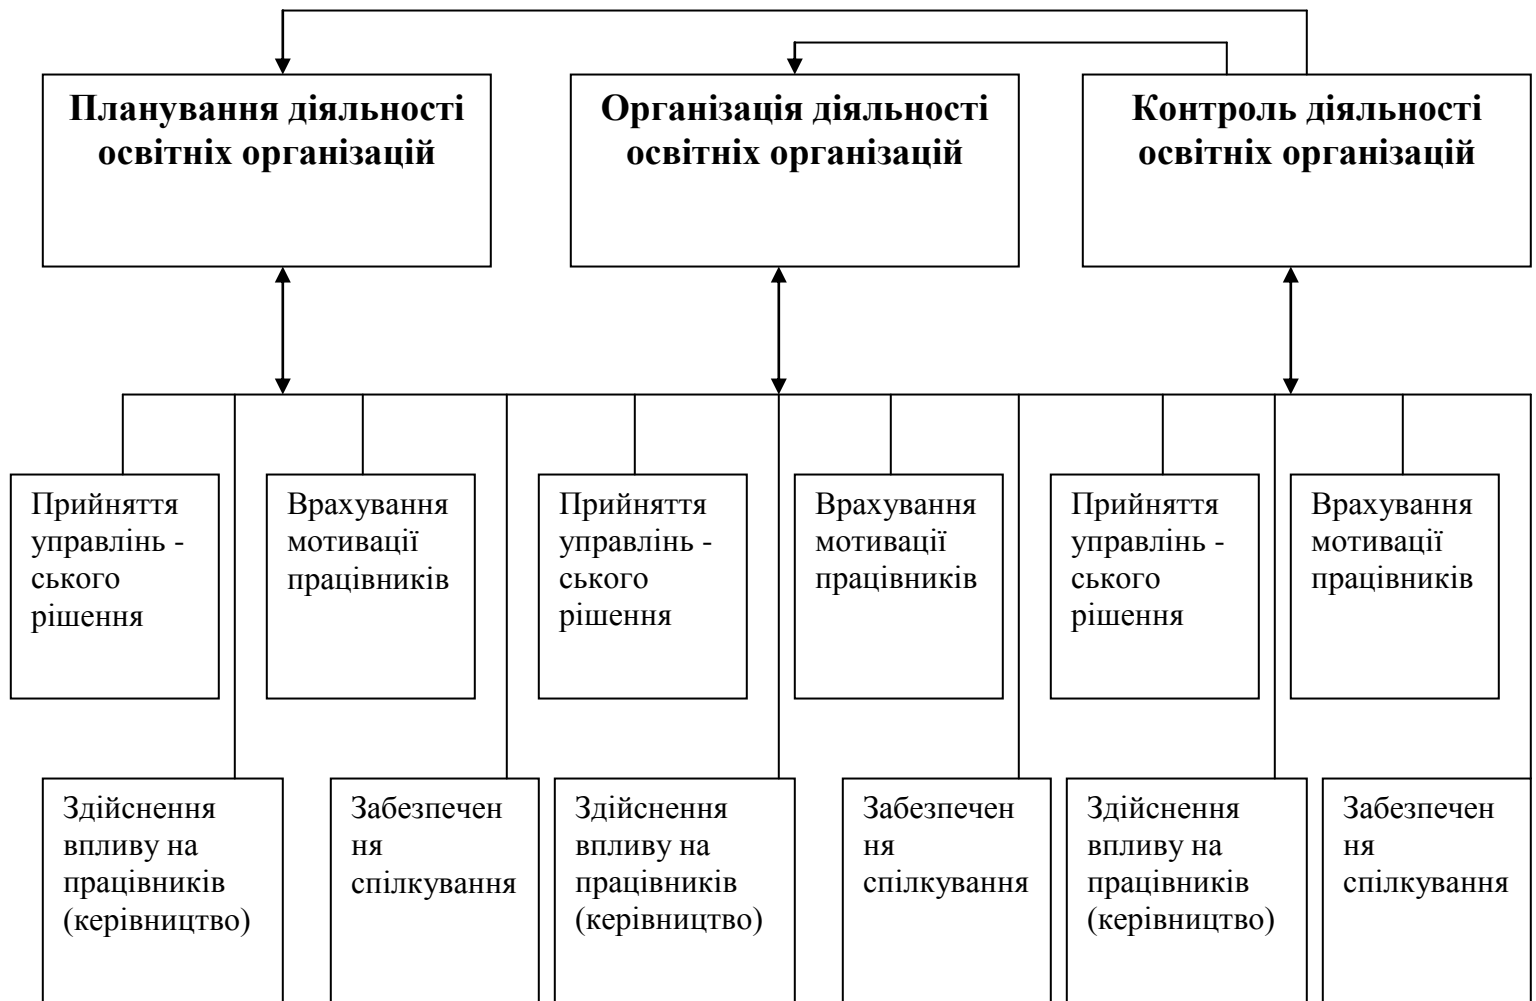 Планування діяльності
освітніх організацій
Організація діяльності
освітніх організацій
Контроль діяльності
освітніх організацій
Прийняття
управлінь -
ського
рішення
Врахування
мотивації
працівників
Прийняття
управлінь -
ського
рішення
Врахування
мотивації
працівників
Прийняття
управлінь -
ського
рішення
Врахування
мотивації
працівників
Здійснення
впливу на
працівників
(керівництво)
Забезпечен
ня
спілкування
Здійснення
впливу на
працівників
(керівництво)
Забезпечен
ня
спілкування
Здійснення
впливу на
працівників
(керівництво)
Забезпечен
ня
спілкування